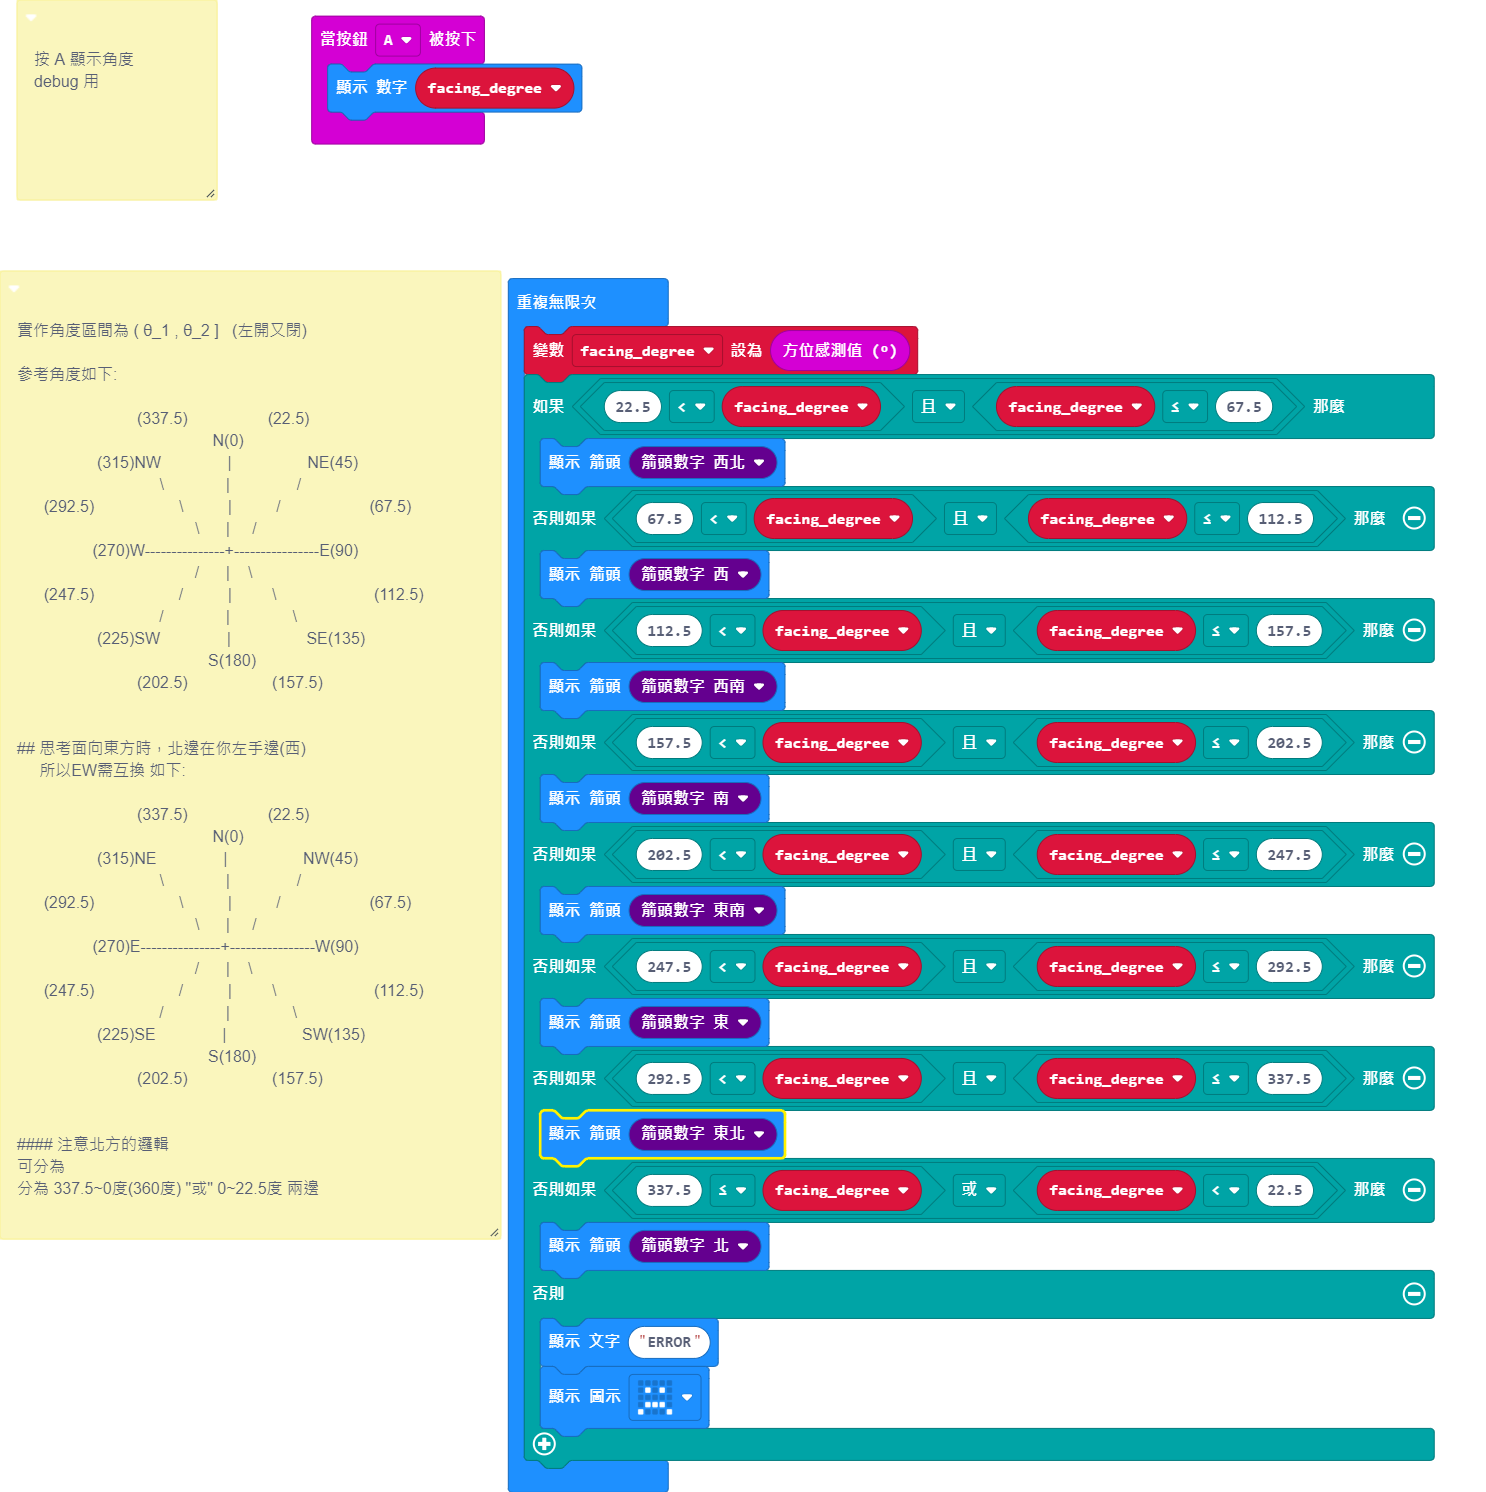 按 A 顯示角度
debug 用
當按鈕 A 被按下
顯示 數字 facing_degree
實作角度區間為 ( θ_1 , θ_2 ] (左開又閉)
參考角度如下:
(337.5) (22.5)
N(0)
(315)NW | NE(45)
\ | /
(292.5) \ | / (67.5)
\ | /
(270)W---------------+----------------E(90)
/ | \
(247.5) / | \ (112.5)
/ | \
(225)SW | SE(135)
S(180)
(202.5) (157.5)
## 思考面向東方時，北邊在你左手邊(西)
所以EW需互換 如下:
(337.5) (22.5)
N(0)
(315)NE | NW(45)
\ | /
(292.5) \ | / (67.5)
\ | /
(270)E---------------+----------------W(90)
/ | \
(247.5) / | \ (112.5)
/ | \
(225)SE | SW(135)
S(180)
(202.5) (157.5)
#### 注意北方的邏輯
可分為
分為 337.5~0度(360度) "或" 0~22.5度 兩邊
重複無限次
變數 facing_degree 設為 方位感測值 (º)
如果 22.5 < facing_degree 且 facing_degree ≤ 67.5 那麼
顯示 箭頭 箭頭數字 西北
否則如果 67.5 < facing_degree 且 facing_degree ≤ 112.5 那麼
顯示 箭頭 箭頭數字 西
否則如果 112.5 < facing_degree 且 facing_degree ≤ 157.5 那麼
顯示 箭頭 箭頭數字 西南
否則如果 157.5 < facing_degree 且 facing_degree ≤ 202.5 那麼
顯示 箭頭 箭頭數字 南
否則如果 202.5 < facing_degree 且 facing_degree ≤ 247.5 那麼
顯示 箭頭 箭頭數字 東南
否則如果 247.5 < facing_degree 且 facing_degree ≤ 292.5 那麼
顯示 箭頭 箭頭數字 東
否則如果 292.5 < facing_degree 且 facing_degree ≤ 337.5 那麼
顯示 箭頭 箭頭數字 東北
否則如果 337.5 ≤ facing_degree 或 facing_degree < 22.5 那麼
顯示 箭頭 箭頭數字 北
否則
顯示 文字 "ERROR"
顯示 圖示